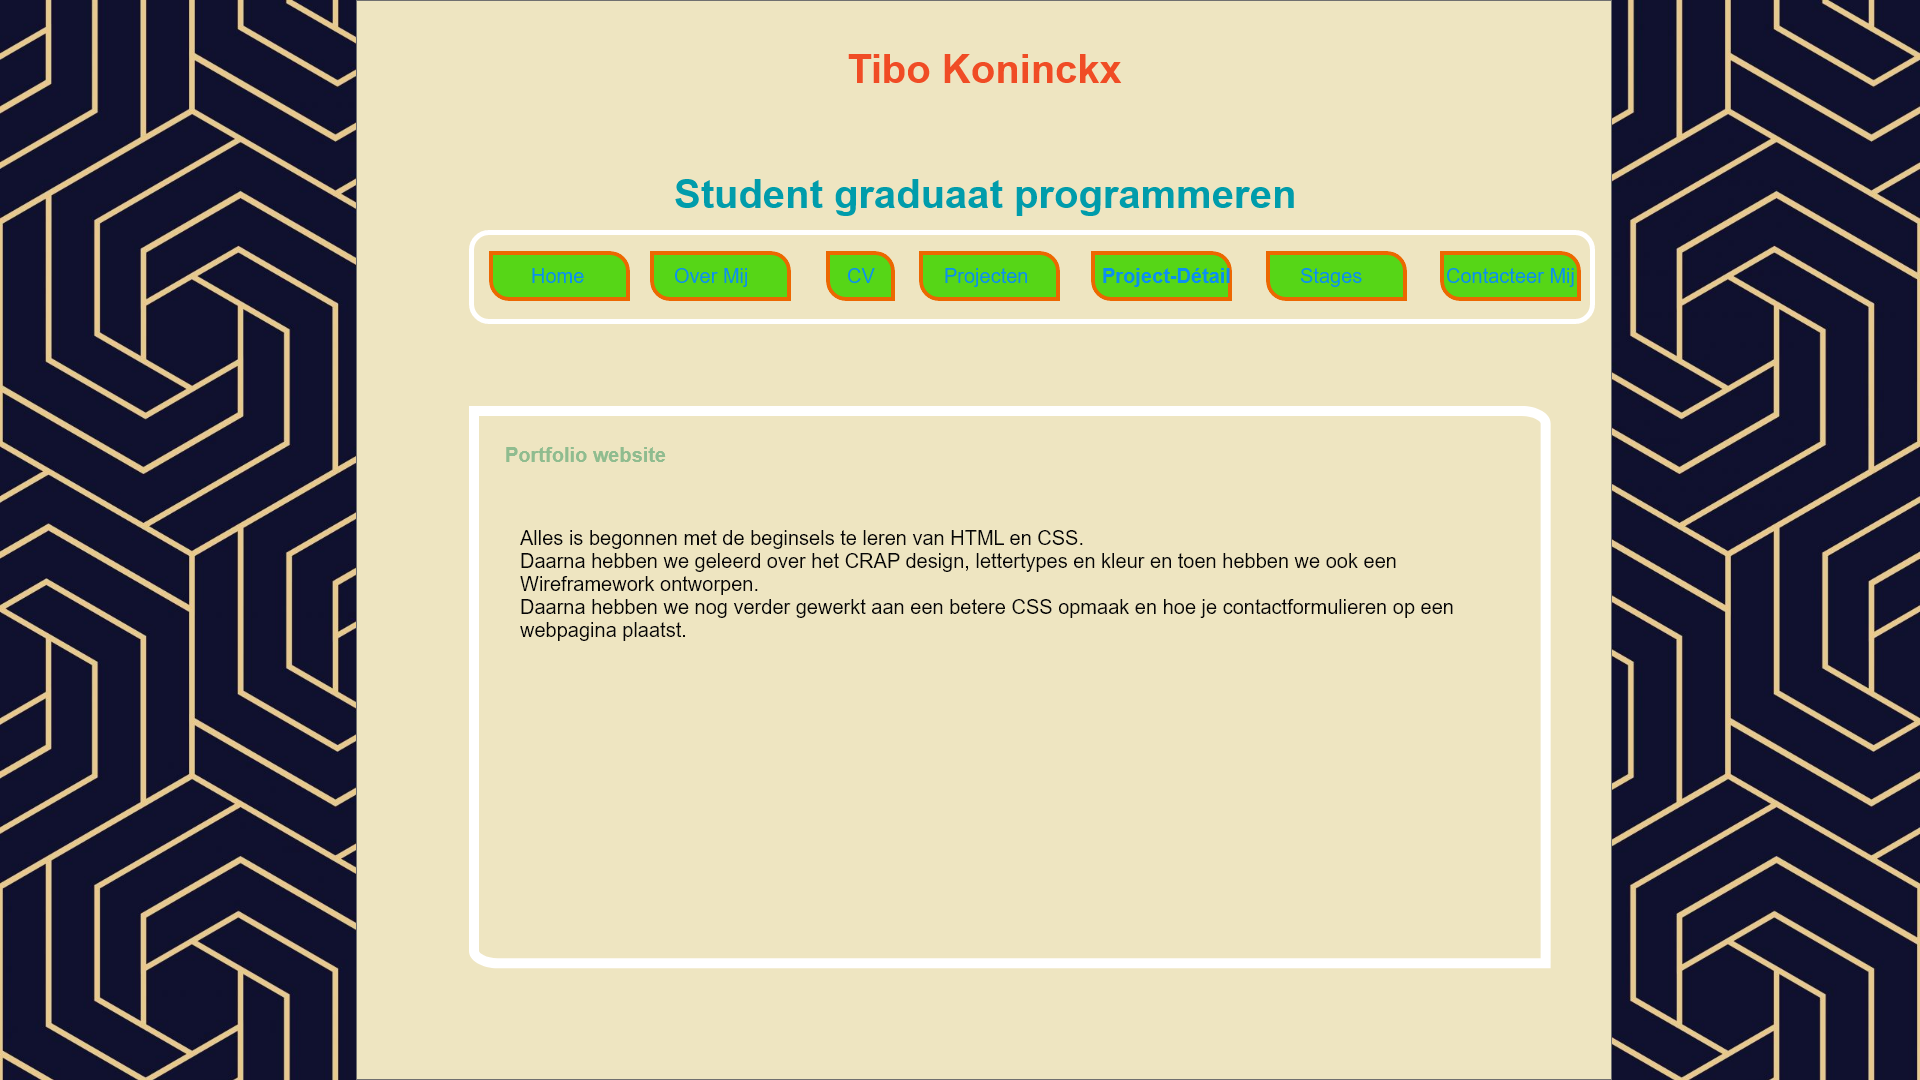 Tibo Koninckx
Student graduaat programmeren
Home Over Mij CV Projecten Project-Détail Stages Contacteer Mij
Portfolio website
Alles is begonnen met de beginsels te leren van HTML en CSS.
Daarna hebben we geleerd over het CRAP design, lettertypes en kleur en toen hebben we ook een
Wireframework ontworpen.
Daarna hebben we nog verder gewerkt aan een betere CSS opmaak en hoe je contactformulieren op een
webpagina plaatst.